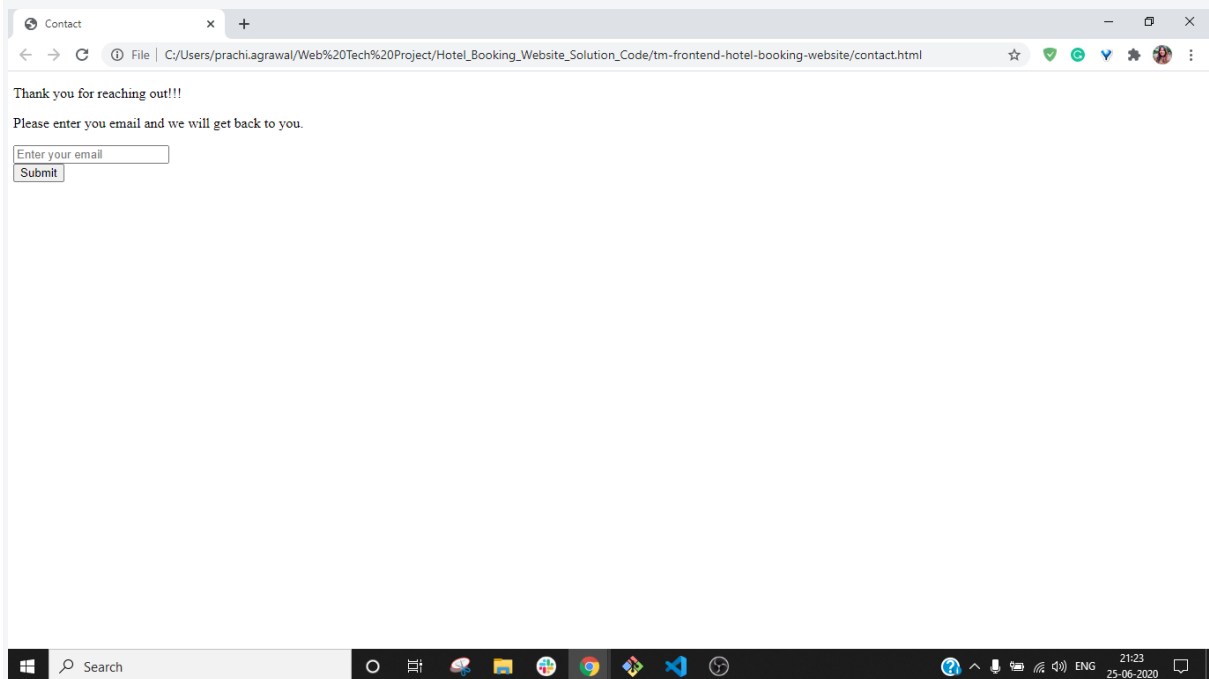 Contact
File C:/Users/prachi.agrawal/Web%20Tech%20Project/Hotel_Booking_Website_Solution_Code/tm-frontend-hotel-booking-website/contact.html
Thank you for reaching out!!!
Please enter you email and we will get back to you.
Enter your email
Submit
Search
ENG
21:23
25-06-2020